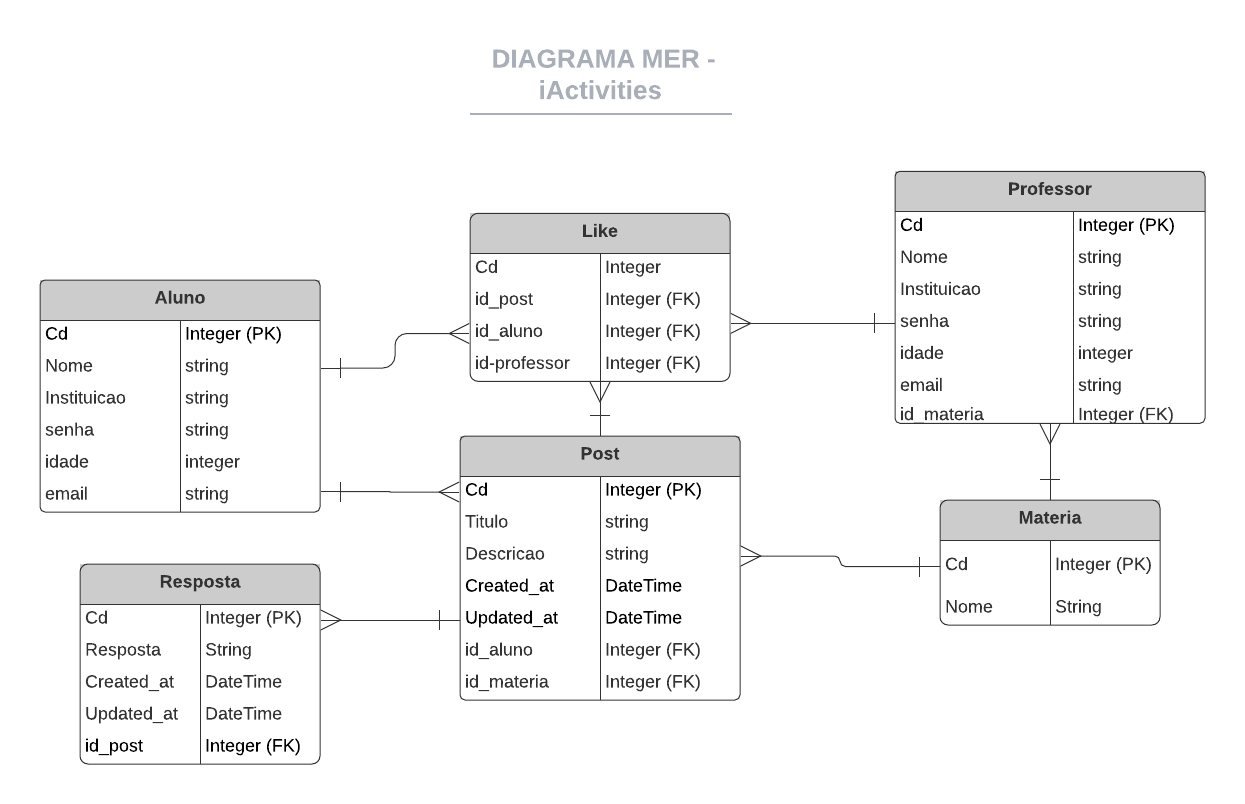 DIAGRAMA MER -
iActivities
Professor
Cd Integer (PK)
Nome string
Instituicao string
senha string
idade integer
email string
id_materia Integer (FK)
Like
Cd Integer
id_post Integer (FK)
id_aluno Integer (FK)
id-professor Integer (FK)
Aluno
Cd Integer (PK)
Nome string
Instituicao string
senha string
idade integer
email string
Post
Cd Integer (PK)
Titulo string
Descricao string
Created_at DateTime
Updated_at DateTime
id_aluno Integer (FK)
id_materia Integer (FK)
Materia
Cd Integer (PK)
Nome String
Resposta
Cd Integer (PK)
Resposta String
Created_at DateTime
Updated_at DateTime
id_post Integer (FK)